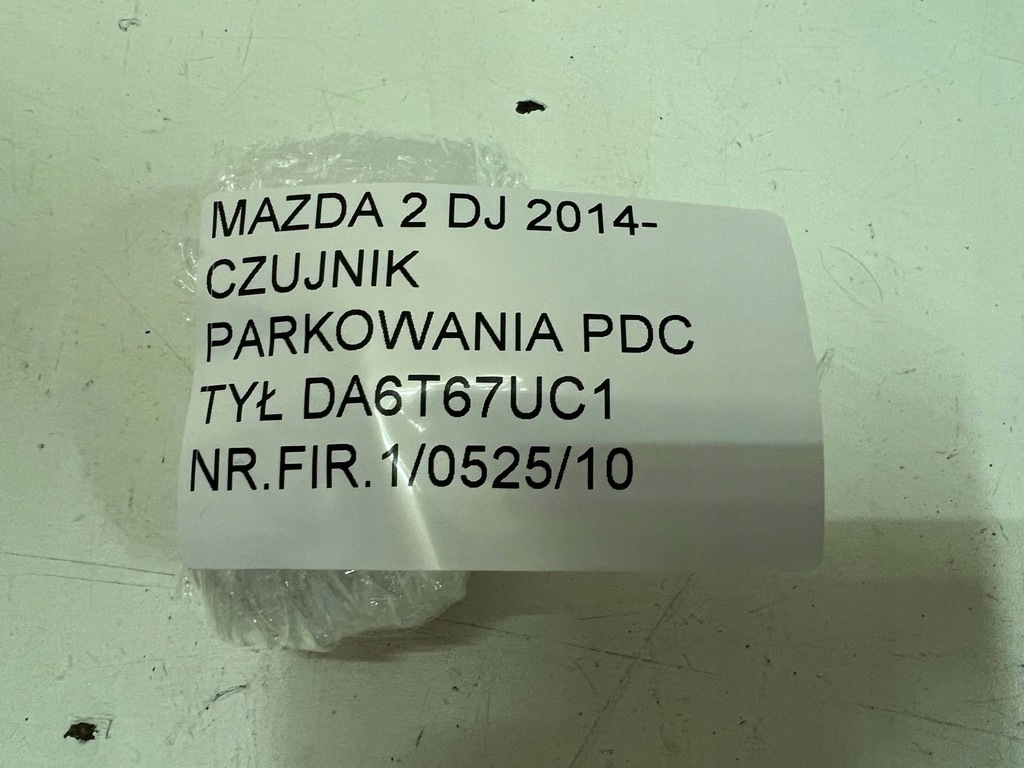 MAZDA 2 DJ 2014-
CZUJNIK
PARKOWANIA PDC
TYŁ DA6T67UC1
NR.FIR.1/0525/10